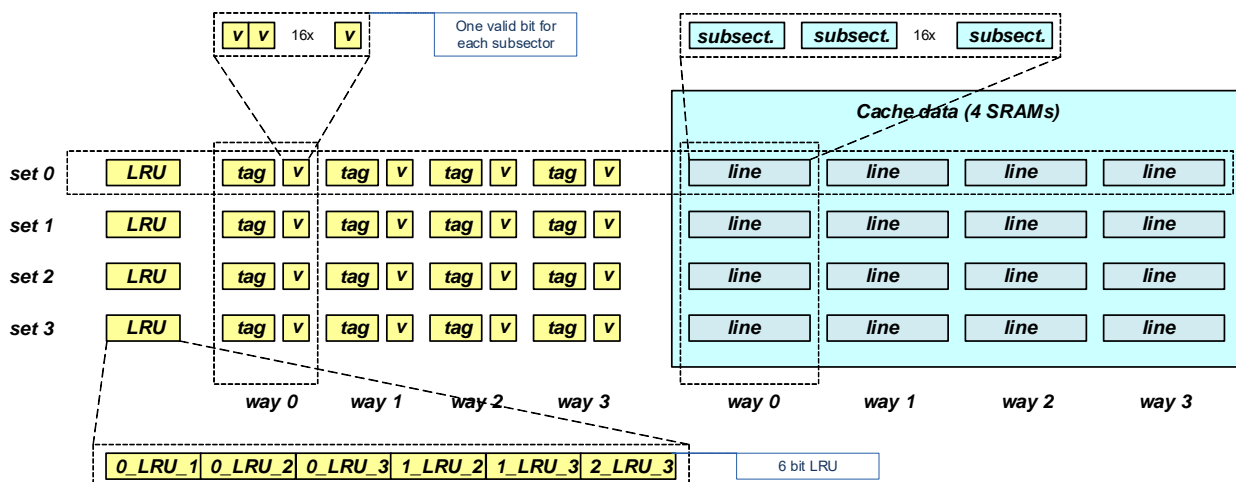 v v 16x v
One valid bit for
each subsector
subsect. subsect. 16x subsect.
Cache data (4 SRAMs)
set 0 LRU tag v tag v tag v tag v line line line line
set 1 LRU tag v tag v tag v tag v line line line line
set 2 LRU tag v tag v tag v tag v line line line line
set 3 LRU tag v tag v tag v tag v line line line line
way 0 way 1 way 2 way 3 way 0 way 1 way 2 way 3
0_LRU_1 0_LRU_2 0_LRU_3 1_LRU_2 1_LRU_3 2_LRU_3
6 bit LRU